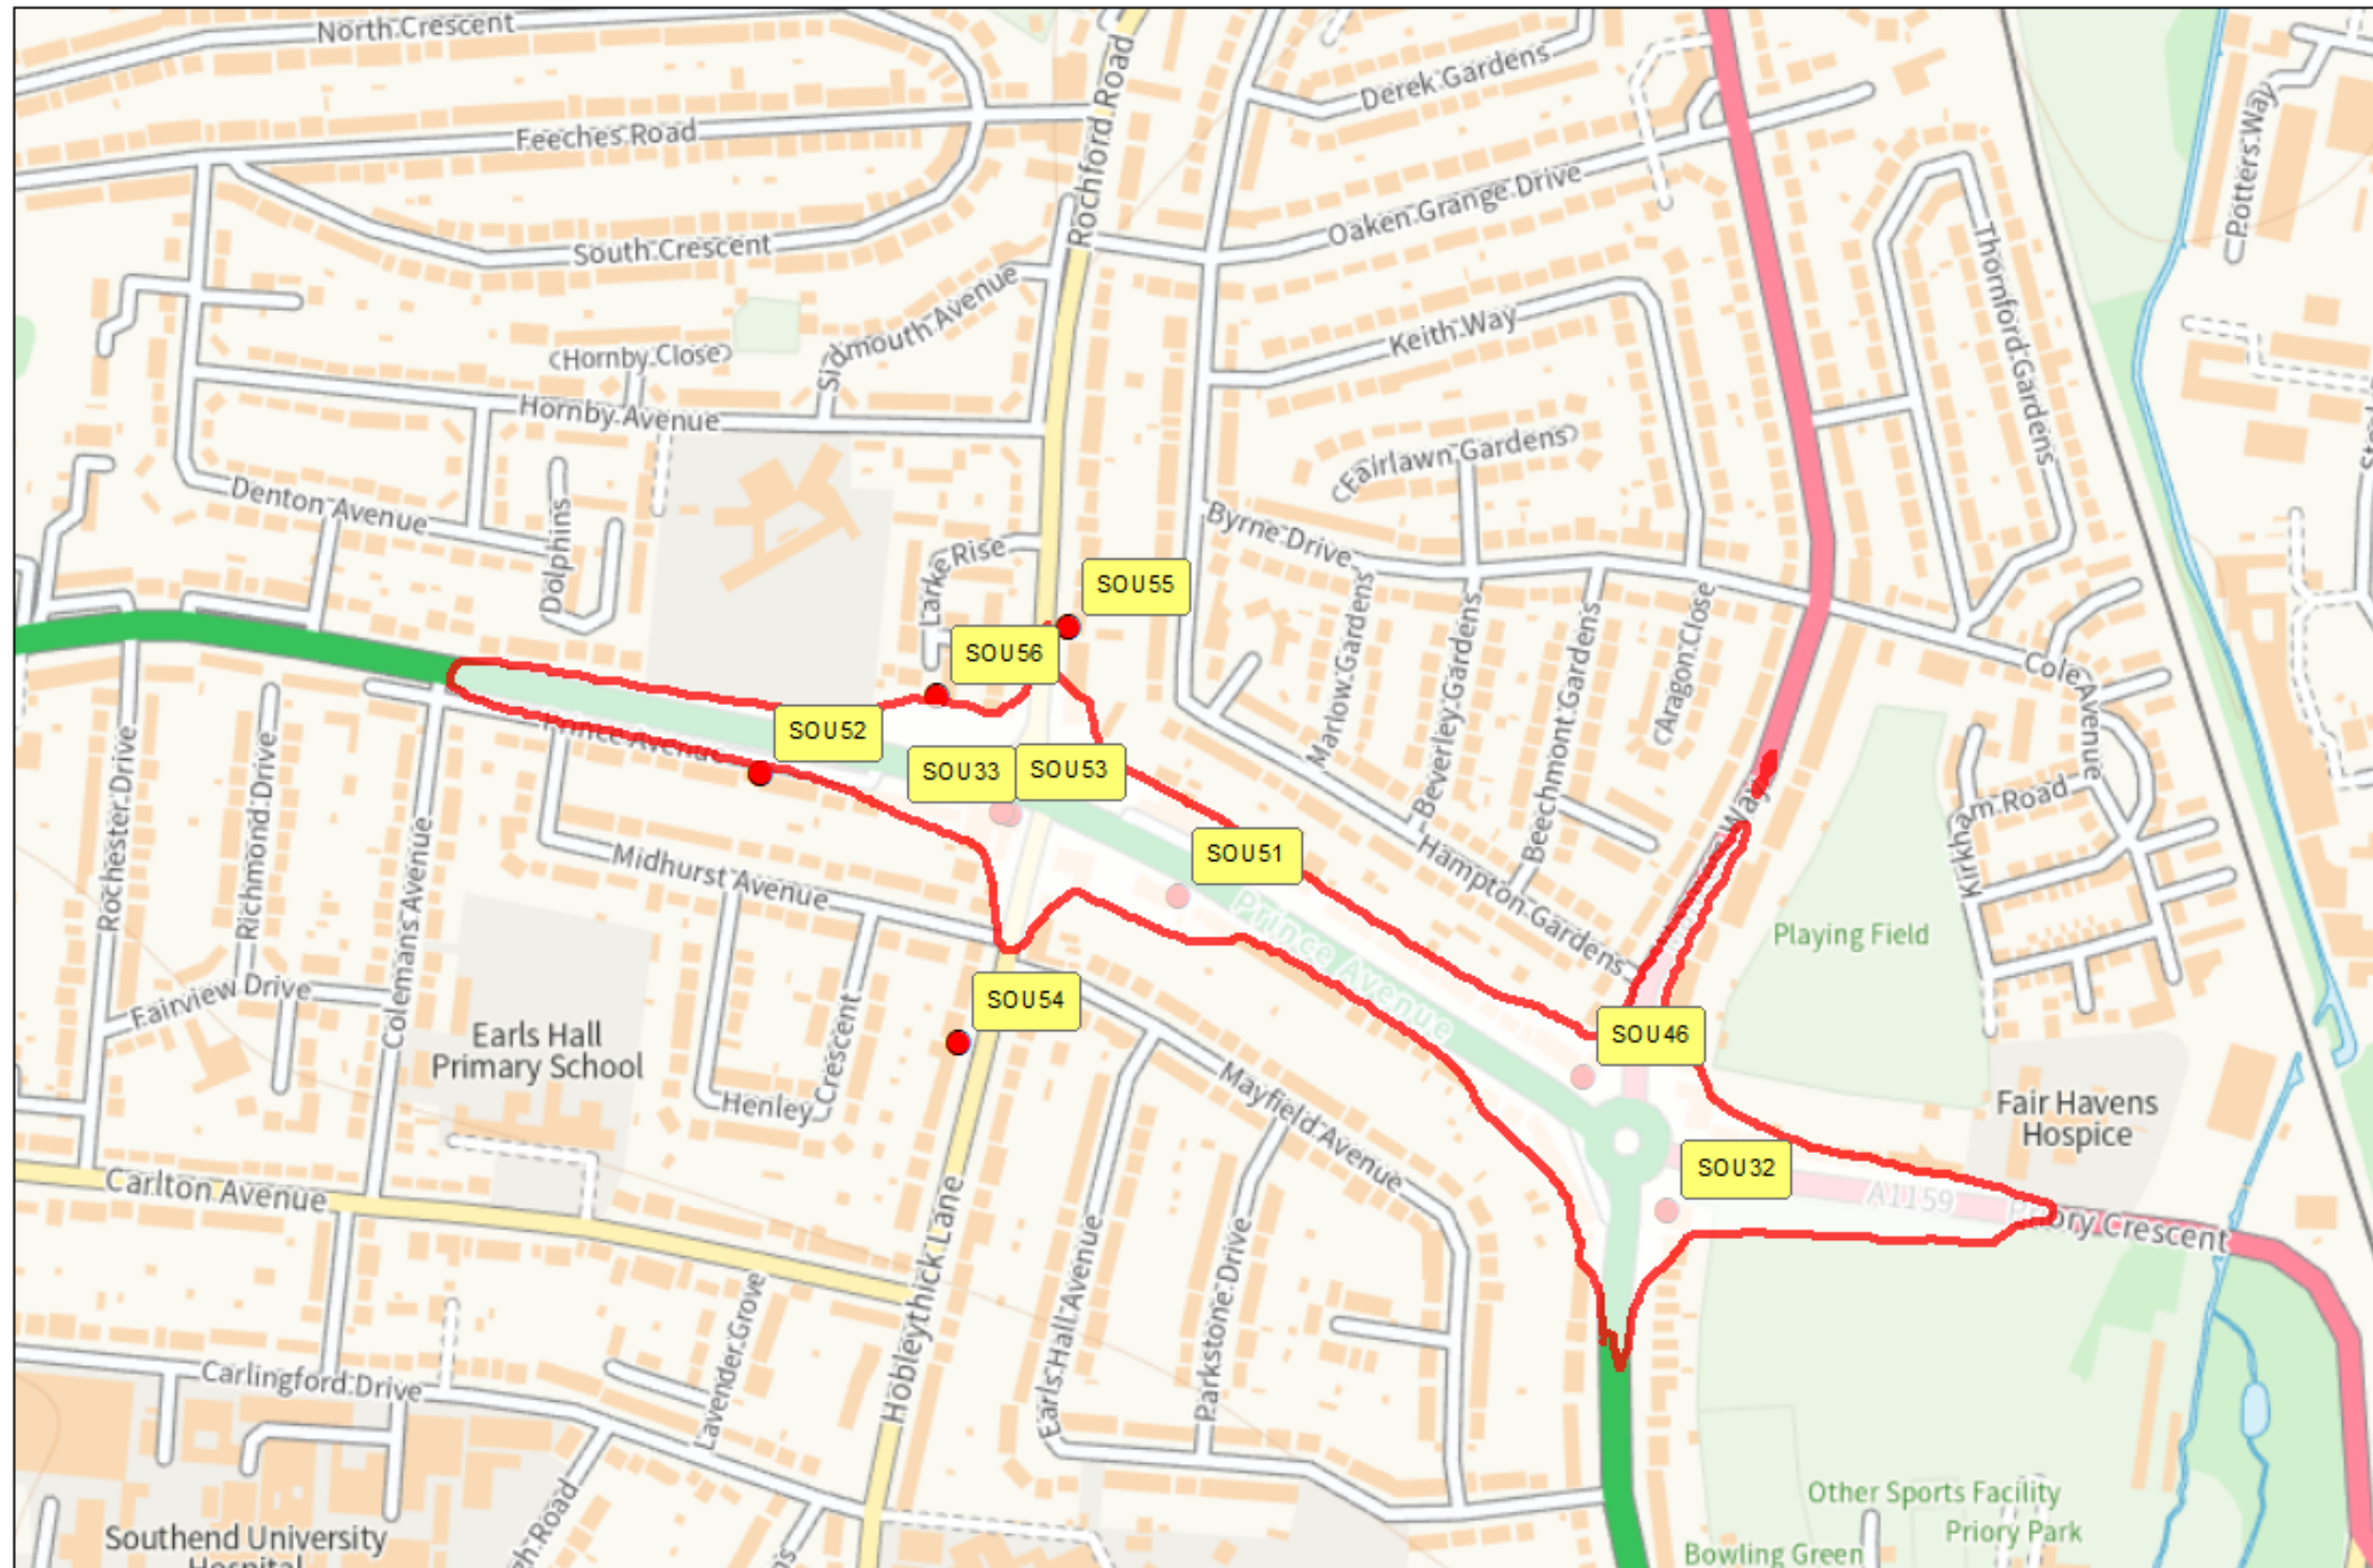 North Crescent
Rochford Road
Derek Gardens
Feeches Road
Potters Way
Oaken Grange Drive
South Crescent
Thornford Gardens
Sidmouth Avenue
Keith Way
Hornby Close
Hornby Avenue
Fairlawn Gardens
Denton Avenue
Dolphins
Byrne Drive
Larke Rise
SOU55
SOU56
Marlow Gardens
Beverley Gardens
Beechmont Gardens
Aragon Close
Cole Avenue
SOU52
Prince Avenue
SOU33
SOU53
Way
Rochester Drive
Richmond Drive
Colemans Avenue
Kirkham Road
SOU51
Midhurst Avenue
Hampton Gardens
Prince Avenue
Playing Field
Fairview Drive
SOU54
SOU46
Earls Hall
Primary School
Henley Crescent
Mayfield Avenue
Fair Havens
Hospice
SOU32
Carlton Avenue
A1159
Priory Crescent
Hobleythick Lane
Earls Hall Avenue
Parkstone Drive
Lavender Grove
Carlingford Drive
Southend University
Hospital
Road
Other Sports Facility
Priory Park
Bowling Green